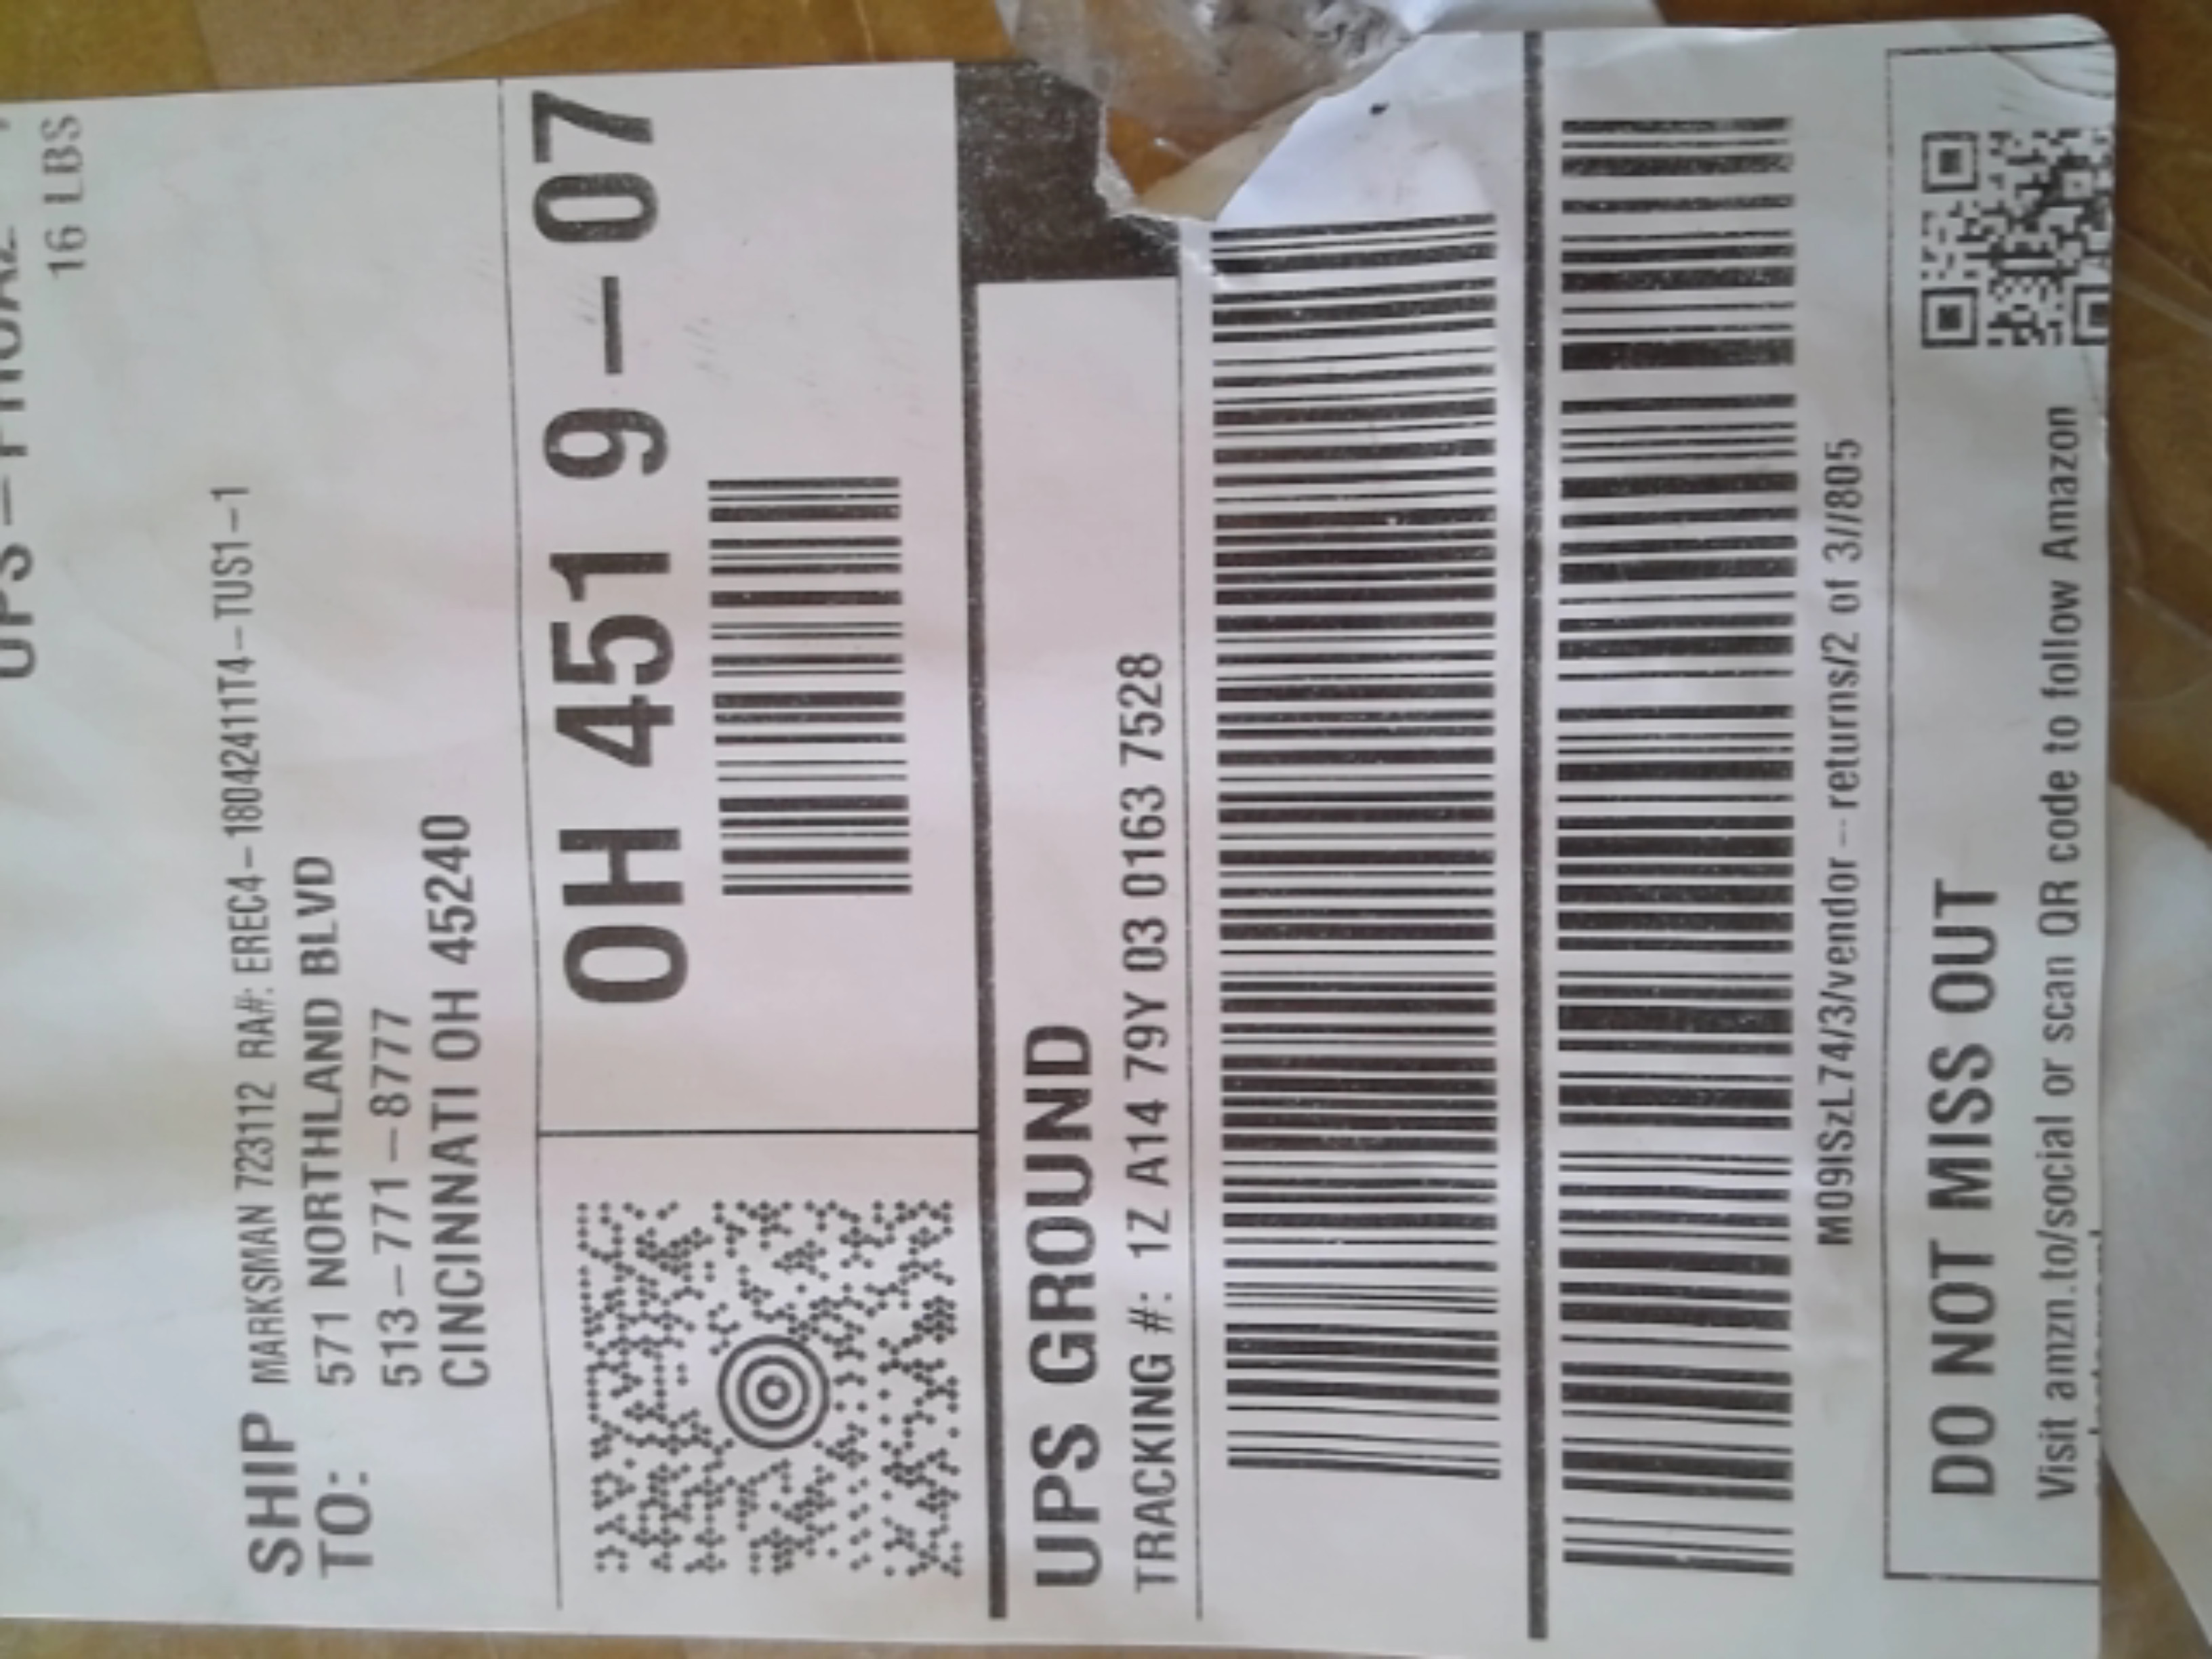 16 LBS
SHIP TO:
MARKSMAN 723112 RA#: EREC4-18042411T4-TUS1-1
571 NORTHLAND BLVD
513-771-8777
CINCINNATI OH 45240
OH 451 9-07
UPS GROUND
TRACKING #: 1Z A14 79Y 03 0163 7528
M09ISzL74/3/vendor-returns/2 of 3//805
DO NOT MISS OUT
Visit amzn.to/social or scan QR code to follow Amazon